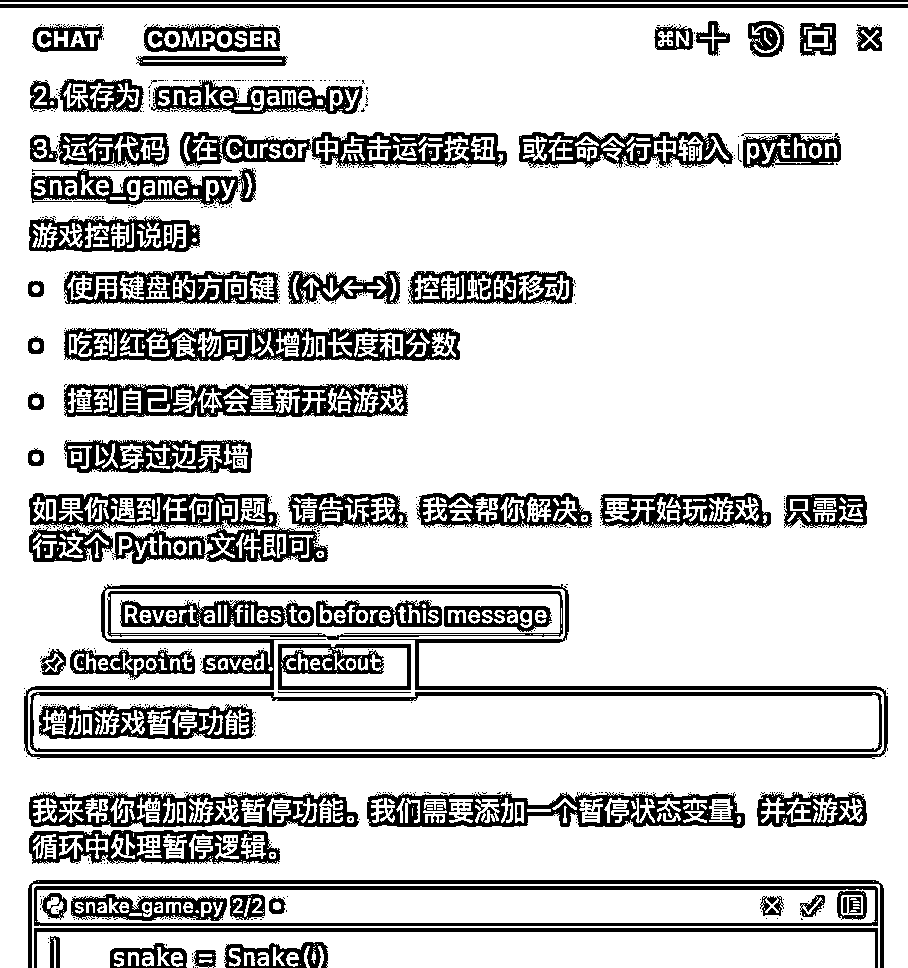 CHAT COMPOSER ⌘N
2. 保存为 snake_game.py
3. 运行代码（在 Cursor 中点击运行按钮，或在命令行中输入 python
snake_game.py）
游戏控制说明：
使用键盘的方向键（↑↓←→）控制蛇的移动
吃到红色食物可以增加长度和分数
撞到自己身体会重新开始游戏
可以穿过边界墙
如果你遇到任何问题，请告诉我，我会帮你解决。要开始玩游戏，只需运
行这个 Python 文件即可。
Revert all files to before this message
Checkpoint saved. checkout
增加游戏暂停功能
我来帮你增加游戏暂停功能。我们需要添加一个暂停状态变量，并在游戏
循环中处理暂停逻辑。
snake_game.py 2/2
snake = Snake()